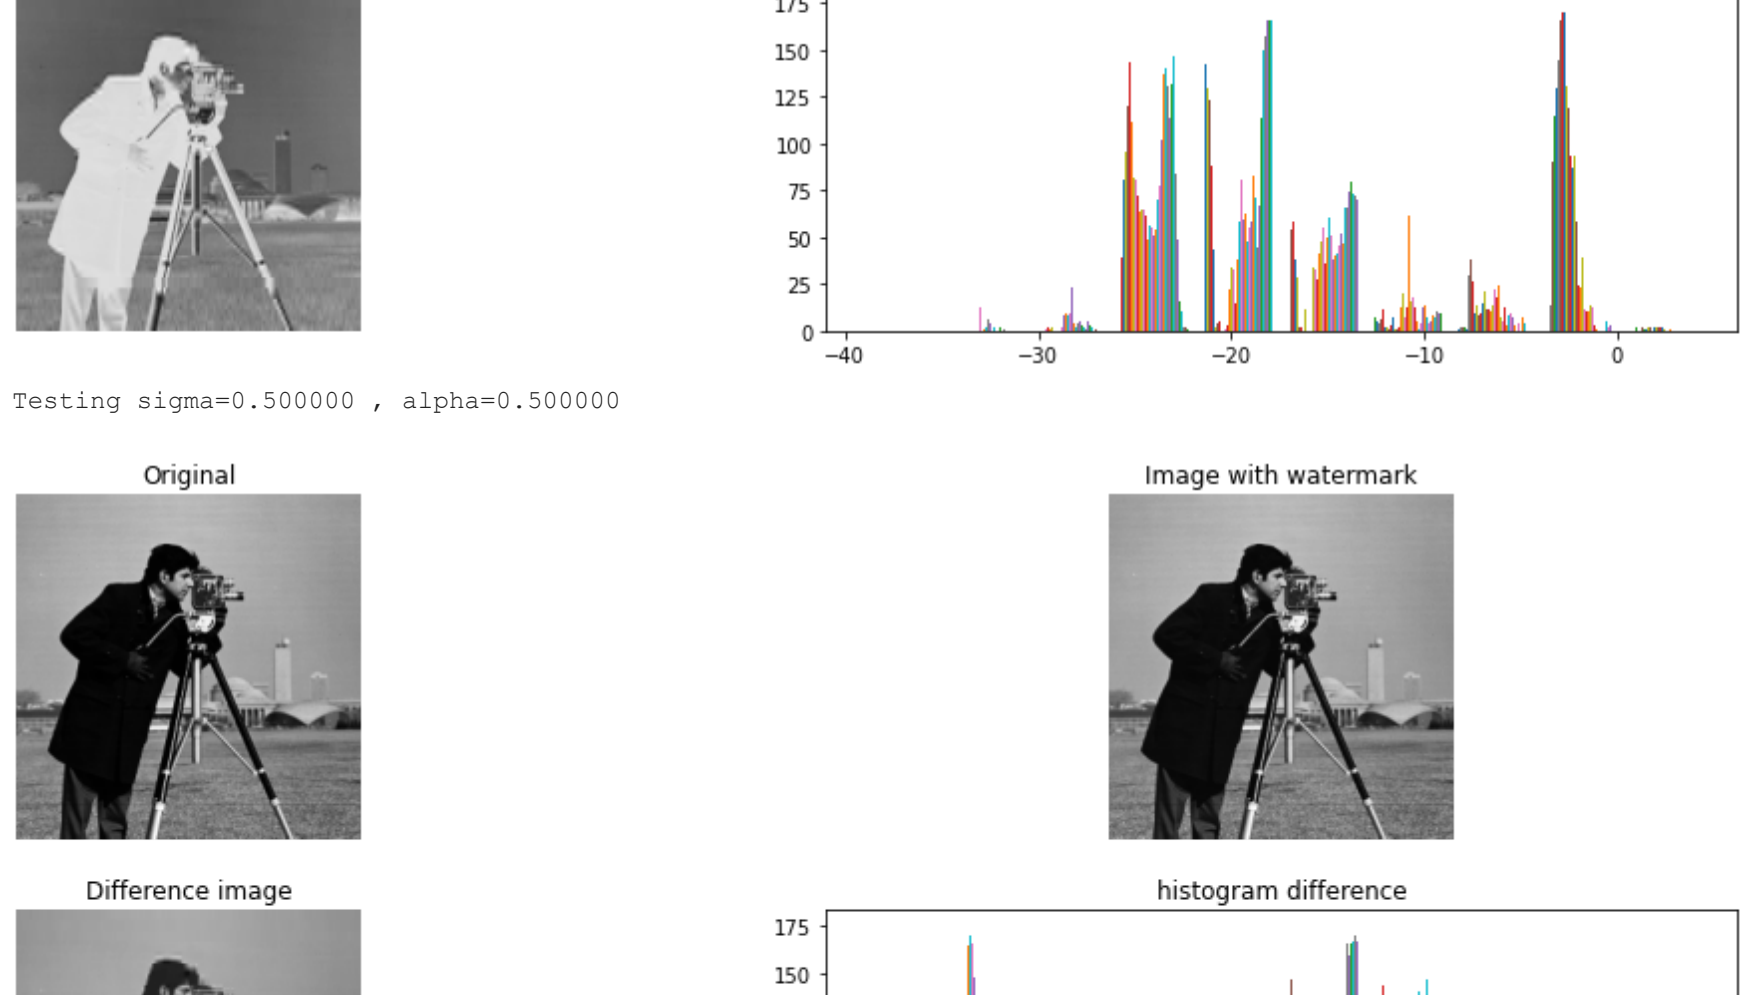 175
150
125
100
75
50
25
0
−40 −30 −20 −10 0
Testing sigma=0.500000 , alpha=0.500000
Original
Image with watermark
Difference image
histogram difference
175
150